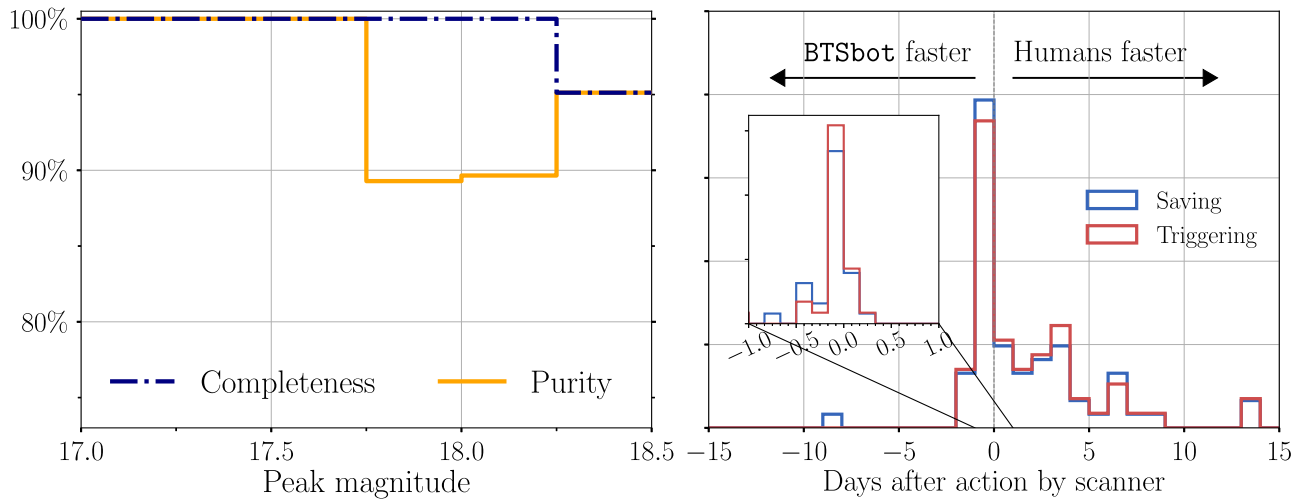 100%
90%
80%
Completeness
Purity
17.0
17.5
18.0
18.5
Peak magnitude
BTSbot faster
Humans faster
Saving
Triggering
−1.0
−0.5
0.0
0.5
1.0
−15
−10
−5
0
5
10
15
Days after action by scanner